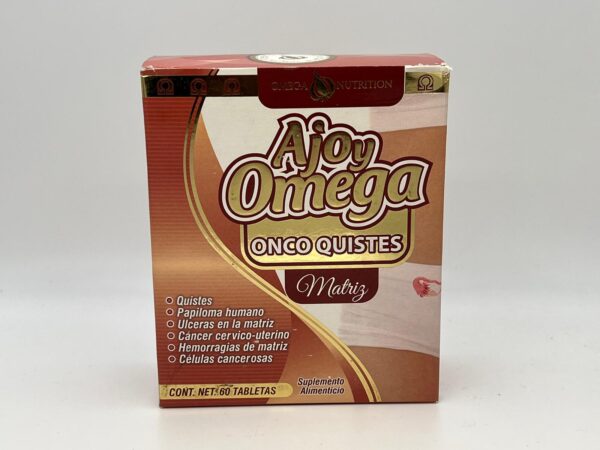 OMEGA NUTRITION
Ω Ω Ω Ω
Ajo y
Omega
ONCO QUISTES
Matriz
Quistes
Papiloma humano
Ulceras en la matriz
Cáncer cervico-uterino
Hemorragias de matriz
Células cancerosas
CONT. NET. 60 TABLETAS
Suplemento
Alimenticio